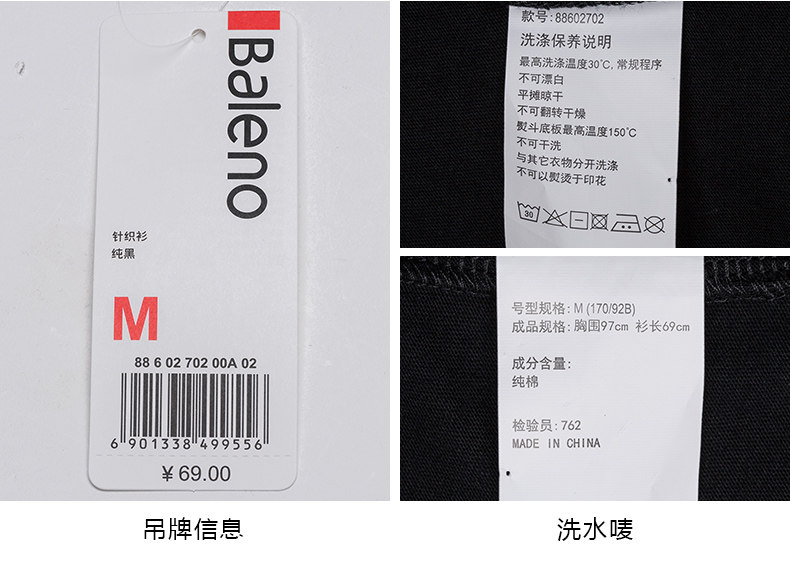 Baleno
针织衫
纯黑
M
88 6 02 702 00A 02
6 901338 499556
¥ 69.00
吊牌信息
款号: 88602702
洗涤保养说明
最高洗涤温度30℃, 常规程序
不可漂白
平摊晾干
不可翻转干燥
熨斗底板最高温度150℃
不可干洗
与其它衣物分开洗涤
不可以熨烫于印花
30
号型规格: M (170/92B)
成品规格: 胸围97cm 衫长69cm
成分含量:
纯棉
检验员: 762
MADE IN CHINA
洗水唛